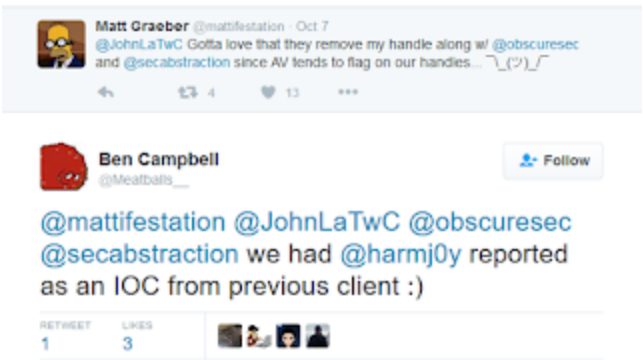 Matt Graeber @mattifestation · Oct 7
@JohnLaTwC Gotta love that they remove my handle along w/ @obscuresec
and @secabstraction since AV tends to flag on our handles... ¯\_(ツ)_/¯
4 13
Ben Campbell
Follow
@Meatballs__
@mattifestation @JohnLaTwC @obscuresec
@secabstraction we had @harmj0y reported
as an IOC from previous client :)
RETWEET LIKES
1 3